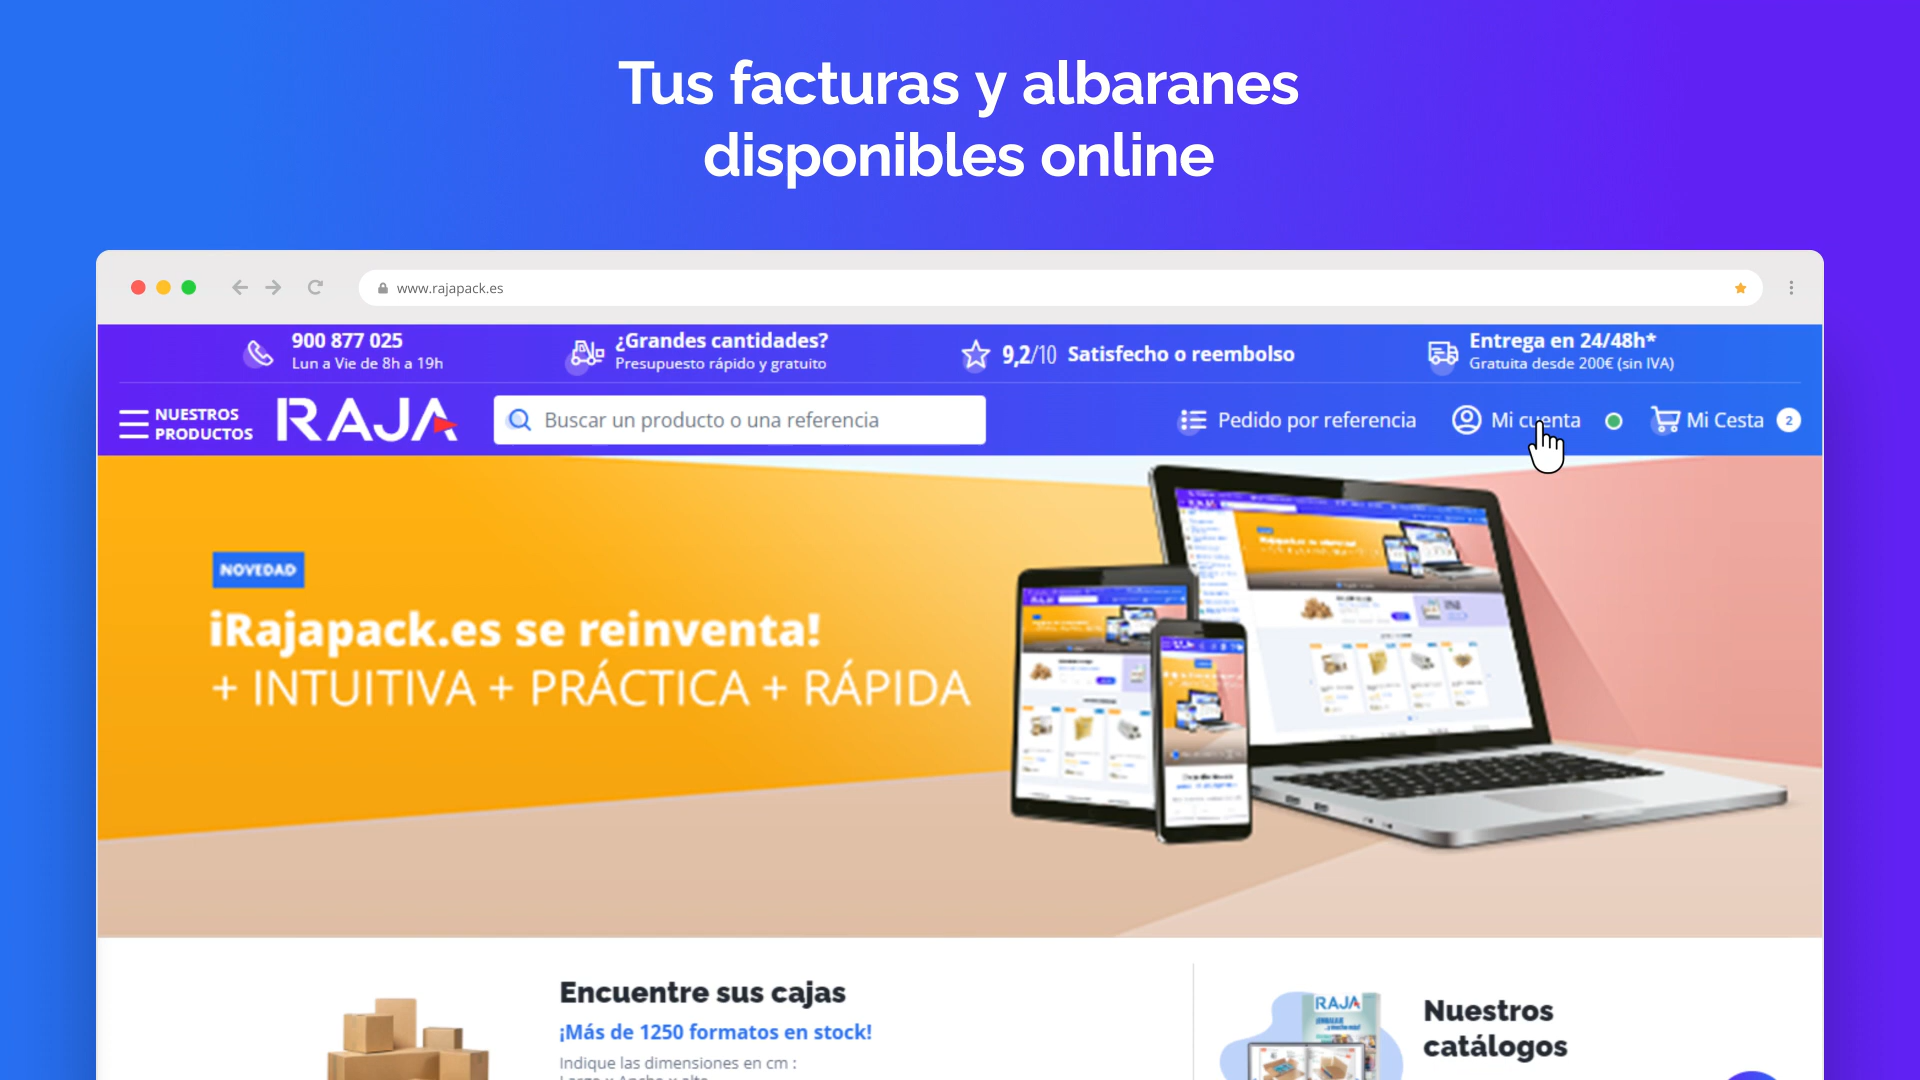 Tus facturas y albaranes
disponibles online
www.rajapack.es
900 877 025
Lun a Vie de 8h a 19h
¿Grandes cantidades?
Presupuesto rápido y gratuito
9,2/10 Satisfecho o reembolso
Entrega en 24/48h*
Gratuita desde 200€ (sin IVA)
NUESTROS
PRODUCTOS
RAJA
Buscar un producto o una referencia
Pedido por referencia
Mi cuenta
Mi Cesta 2
NOVEDAD
iRajapack.es se reinventa!
+ INTUITIVA + PRÁCTICA + RÁPIDA
Encuentre sus cajas
¡Más de 1250 formatos en stock!
Indique las dimensiones en cm :
RAJA
Nuestros
catálogos